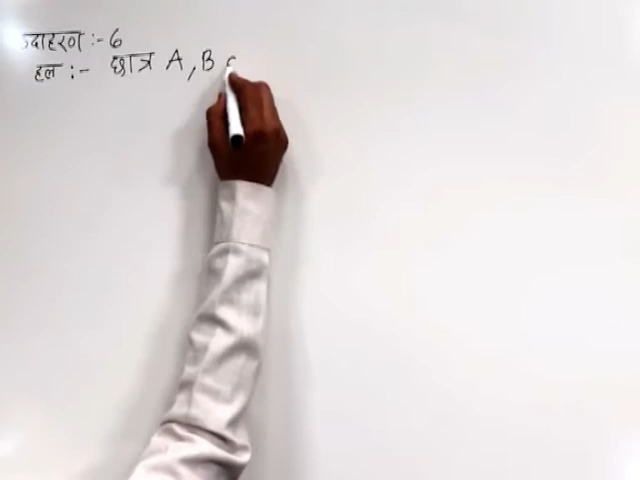 उदाहरण :- 6
हल :- छात्र A, B